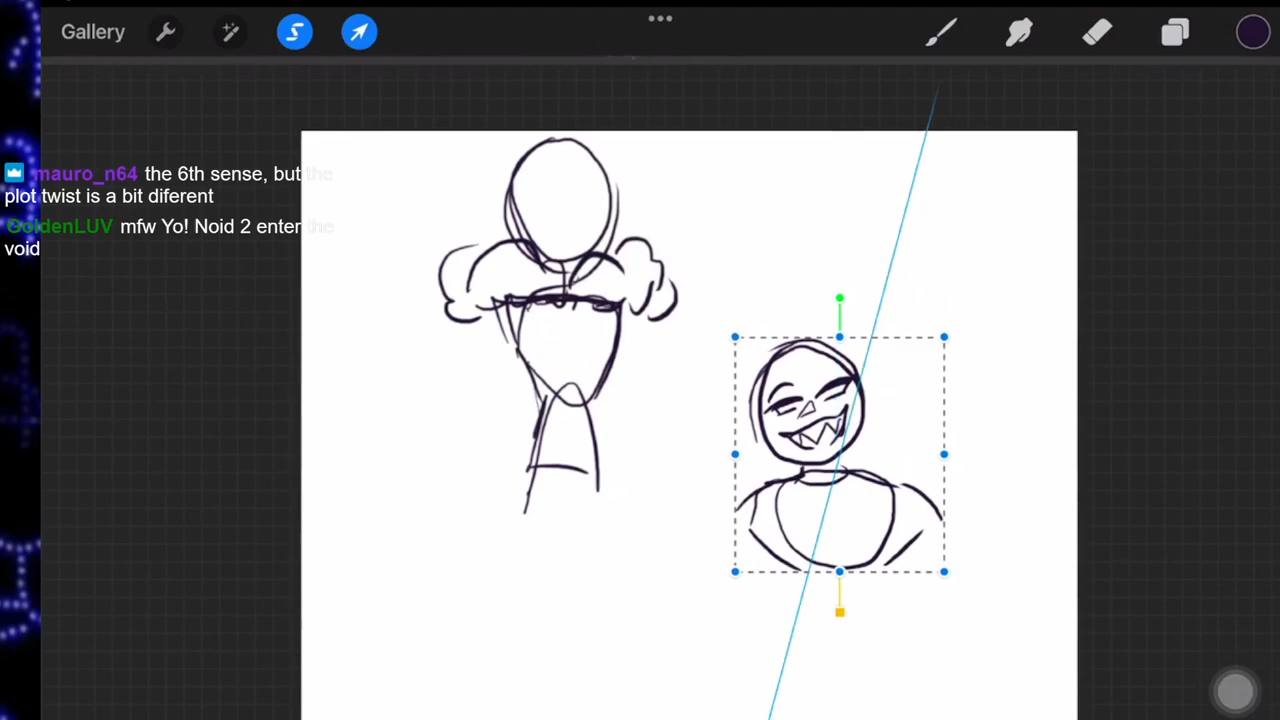 Gallery
mauro_n64 the 6th sense, but the
plot twist is a bit diferent
GoldenLUV mfw Yo! Noid 2 enter the
void